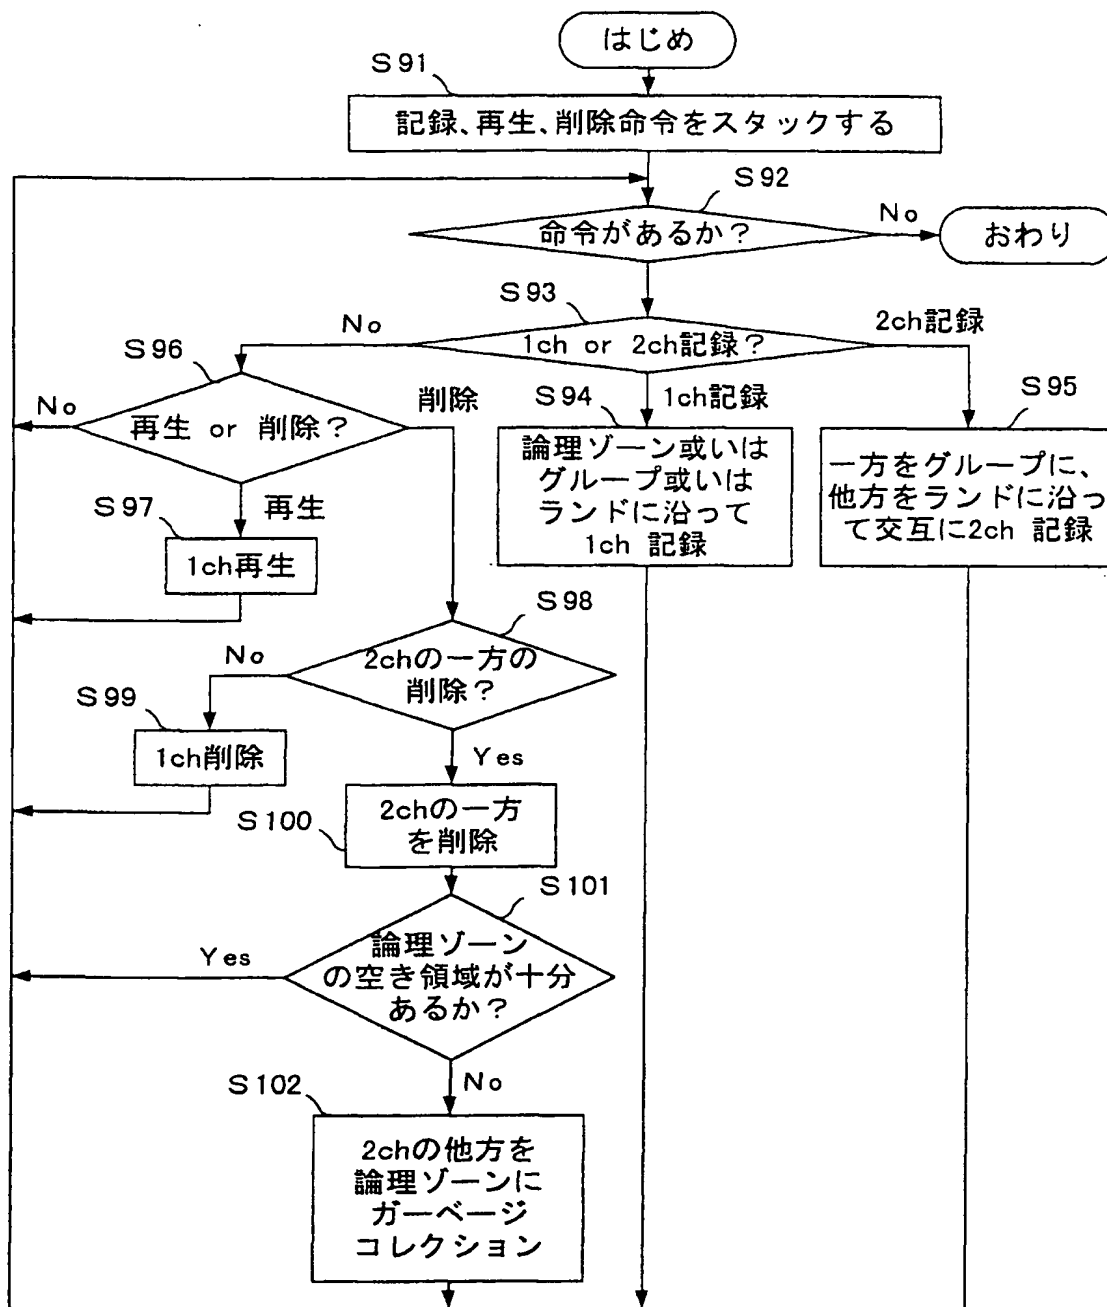 はじめ
S91
記録、再生、削除命令をスタックする
S92
命令があるか？
No
おわり
S93
No
1ch or 2ch記録？
2ch記録
S96
No
再生 or 削除？
削除
S94
1ch記録
S95
論理ゾーン或いは
グループ或いは
ランドに沿って
1ch 記録
一方をグループに、
他方をランドに沿っ
て交互に2ch 記録
S97
再生
1ch再生
S98
No
2chの一方の
削除？
S99
1ch削除
Yes
S100
2chの一方
を削除
S101
Yes
論理ゾーン
の空き領域が十分
あるか？
No
S102
2chの他方を
論理ゾーンに
ガーベージ
コレクション